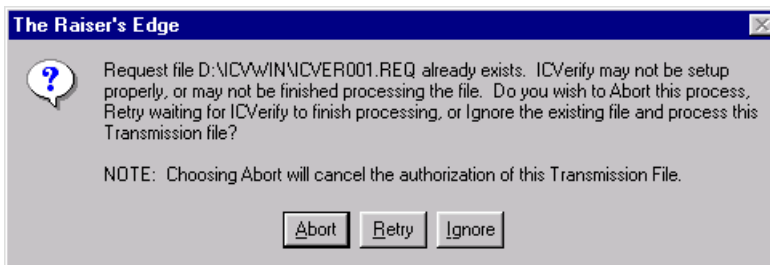 The Raiser's Edge
Request file D:\ICVWIN\ICVER001.REQ already exists. ICVerify may not be setup
properly, or may not be finished processing the file. Do you wish to Abort this process,
Retry waiting for ICVerify to finish processing, or Ignore the existing file and process this
Transmission file?
NOTE: Choosing Abort will cancel the authorization of this Transmission File.
Abort Retry Ignore